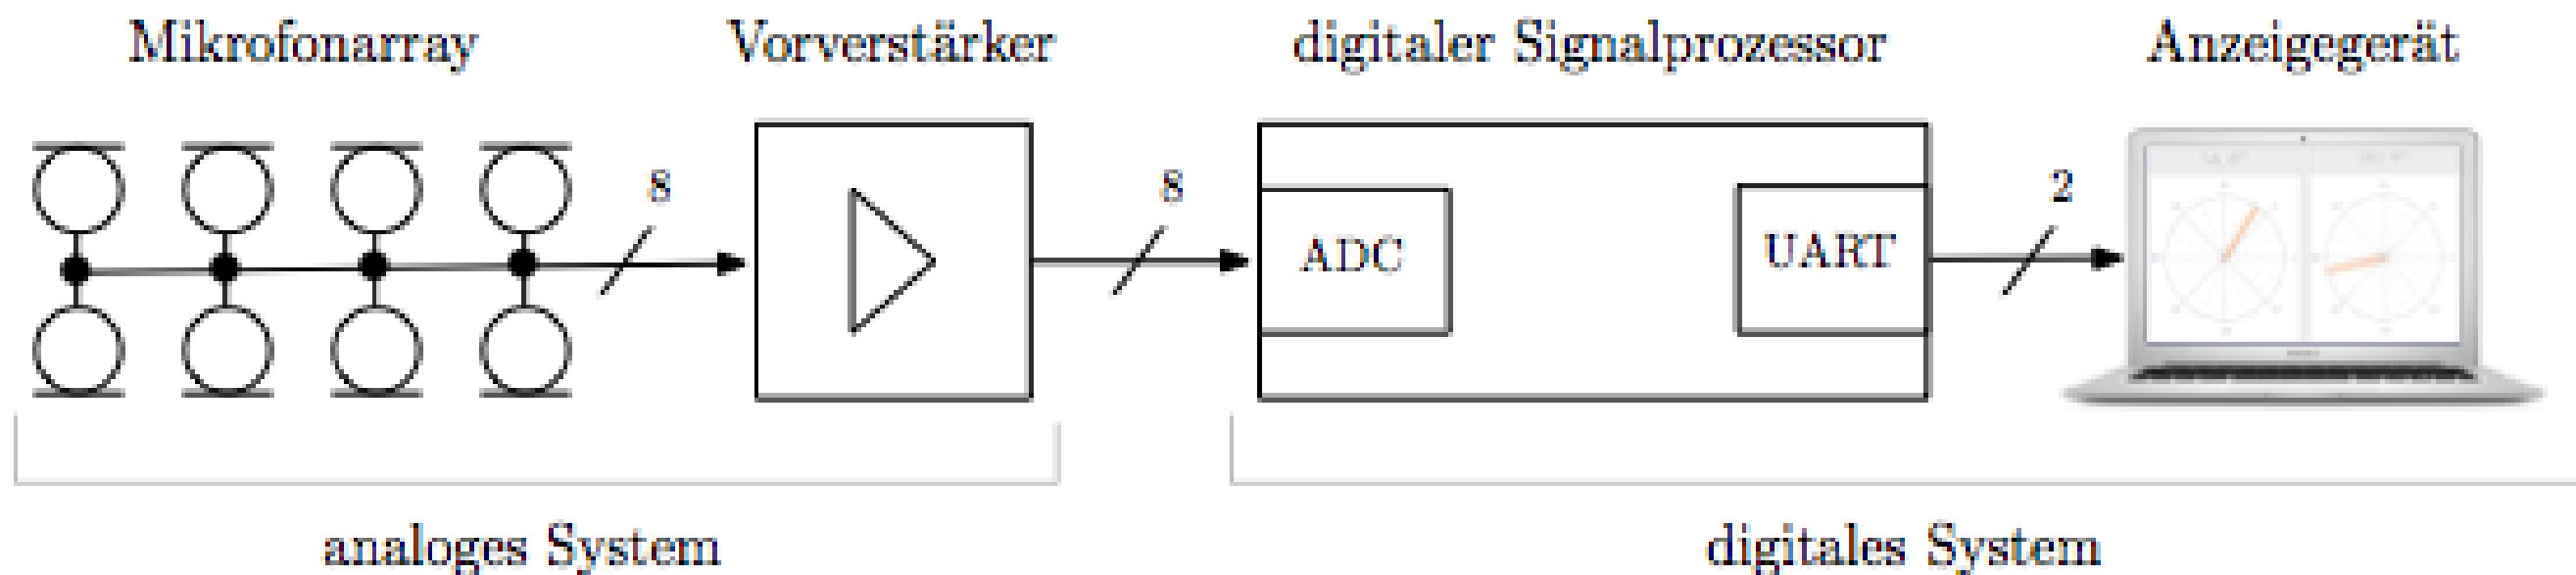 Mikrofonarray
Vorverstärker
digitaler Signalprozessor
Anzeigegerät
8
8
2
ADC
UART
analoges System
digitales System